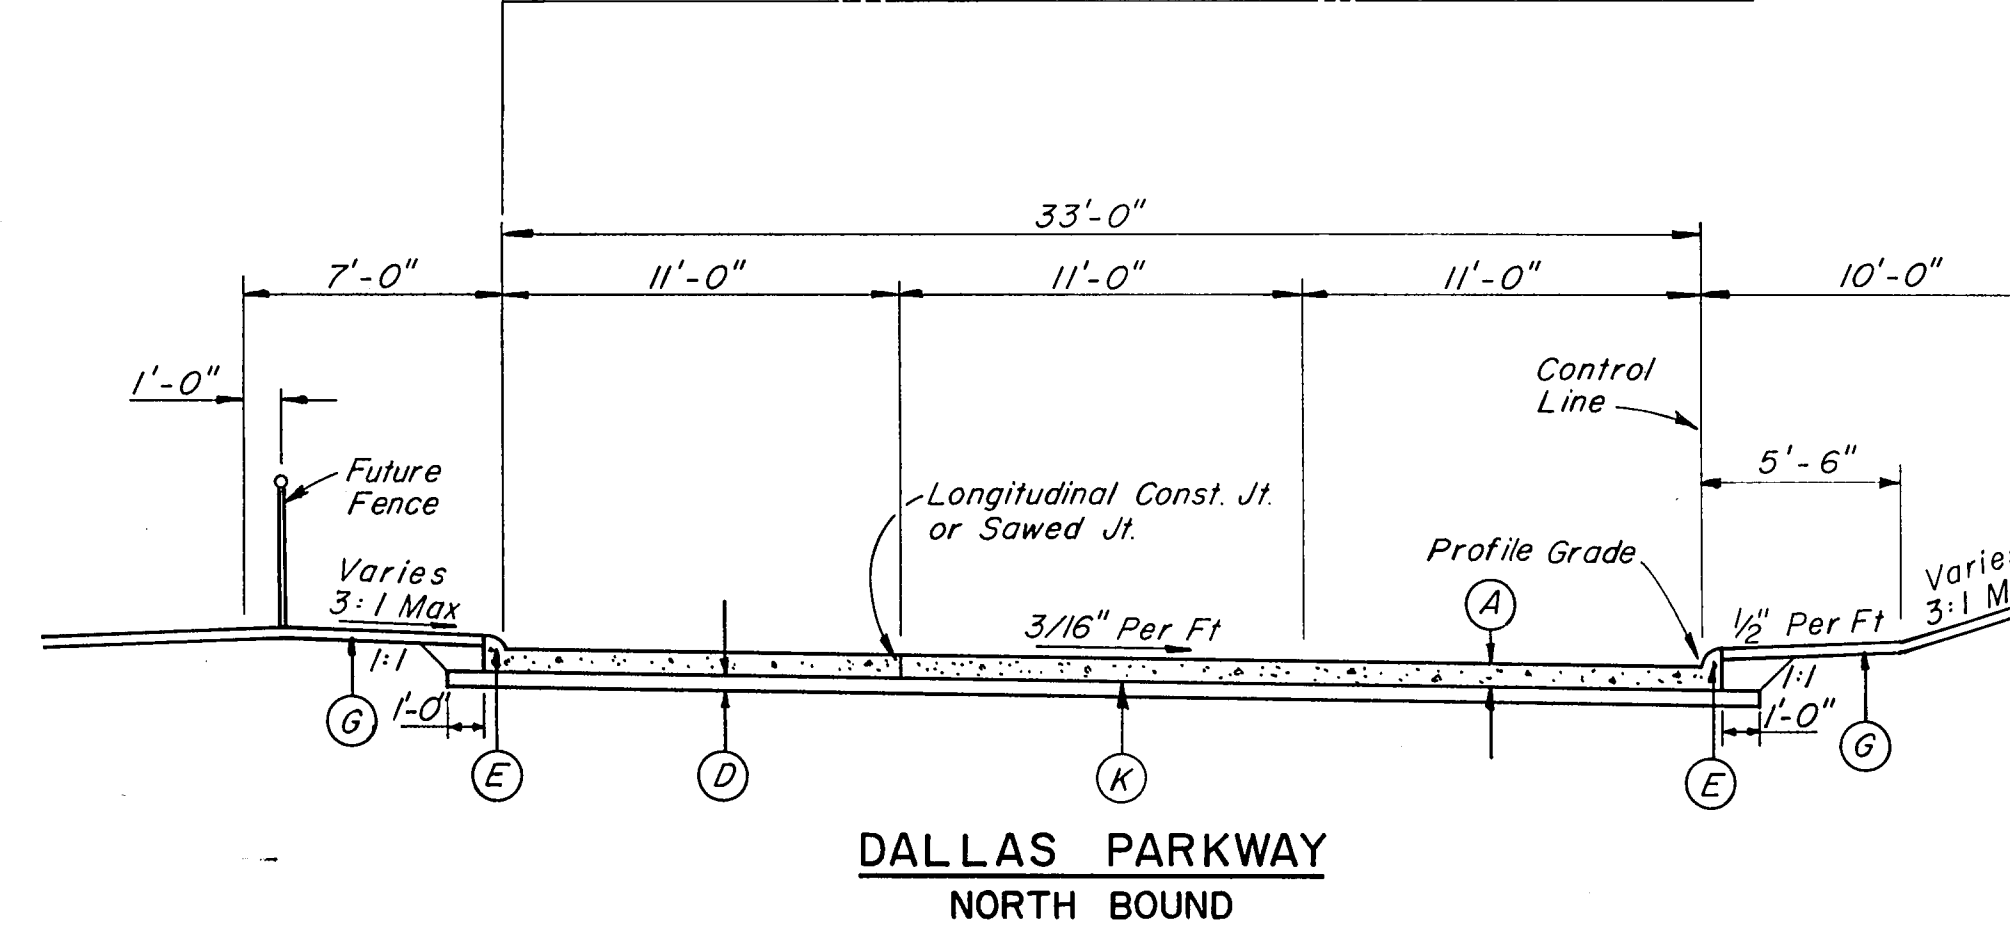 33'-0"
7'-0"
11'-0"
11'-0"
11'-0"
10'-0"
1'-0"
Control
Line
5'-6"
Future
Fence
Longitudinal Const. Jt.
or Sawed Jt.
Profile Grade
Varies
3:1 Max
3/16" Per Ft
A
1/2" Per Ft
1:1
1:1
1'-0"
1'-0"
G
E
D
K
E
G
DALLAS PARKWAY
NORTH BOUND